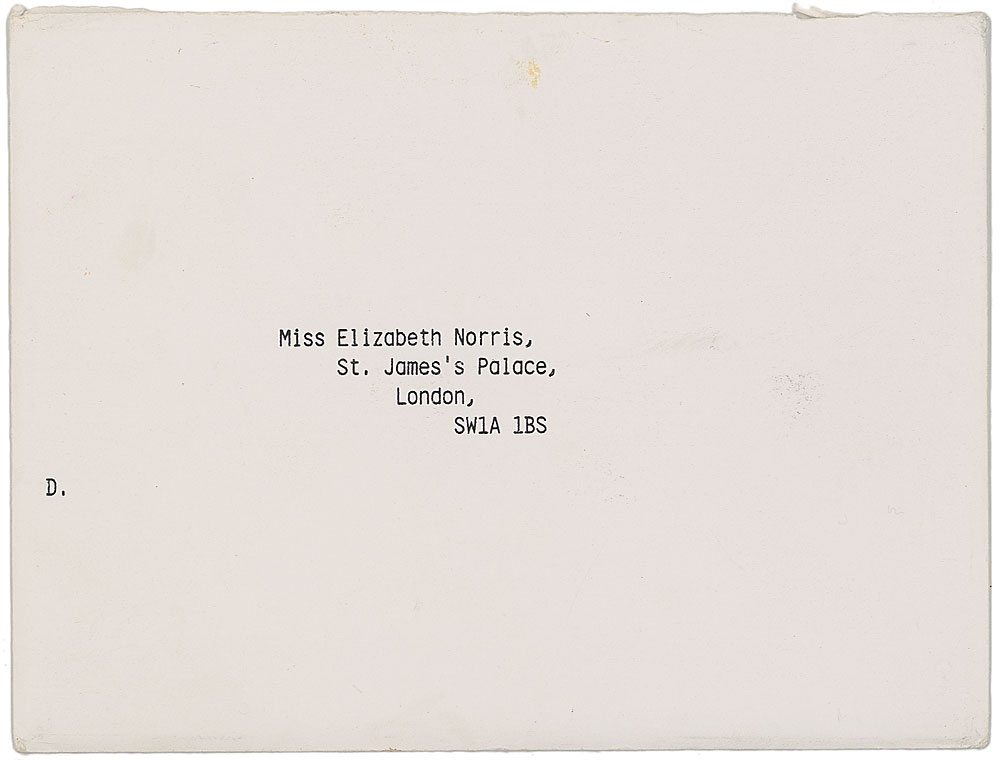 Miss Elizabeth Norris,
St. James's Palace,
London,
SW1A 1BS
D.